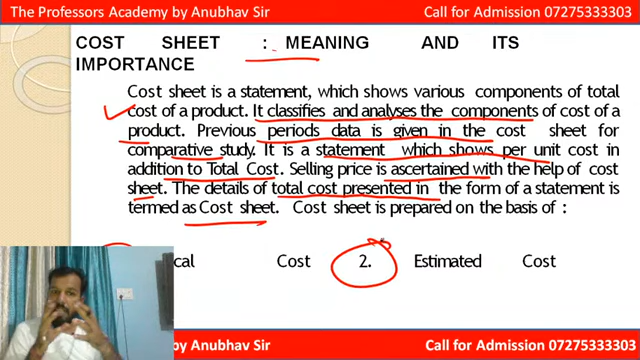 The Professors Academy by Anubhav Sir Call for Admission 07275333303
COST SHEET : MEANING AND ITS
IMPORTANCE
Cost sheet is a statement, which shows various components of total
cost of a product. It classifies and analyses the components of cost of a
product. Previous periods data is given in the cost sheet for
comparative study. It is a statement which shows per unit cost in
addition to Total Cost. Selling price is ascertained with the help of cost
sheet. The details of total cost presented in the form of a statement is
termed as Cost sheet. Cost sheet is prepared on the basis of :
cal Cost 2. Estimated Cost
by Anubhav Sir Call for Admission 07275333303